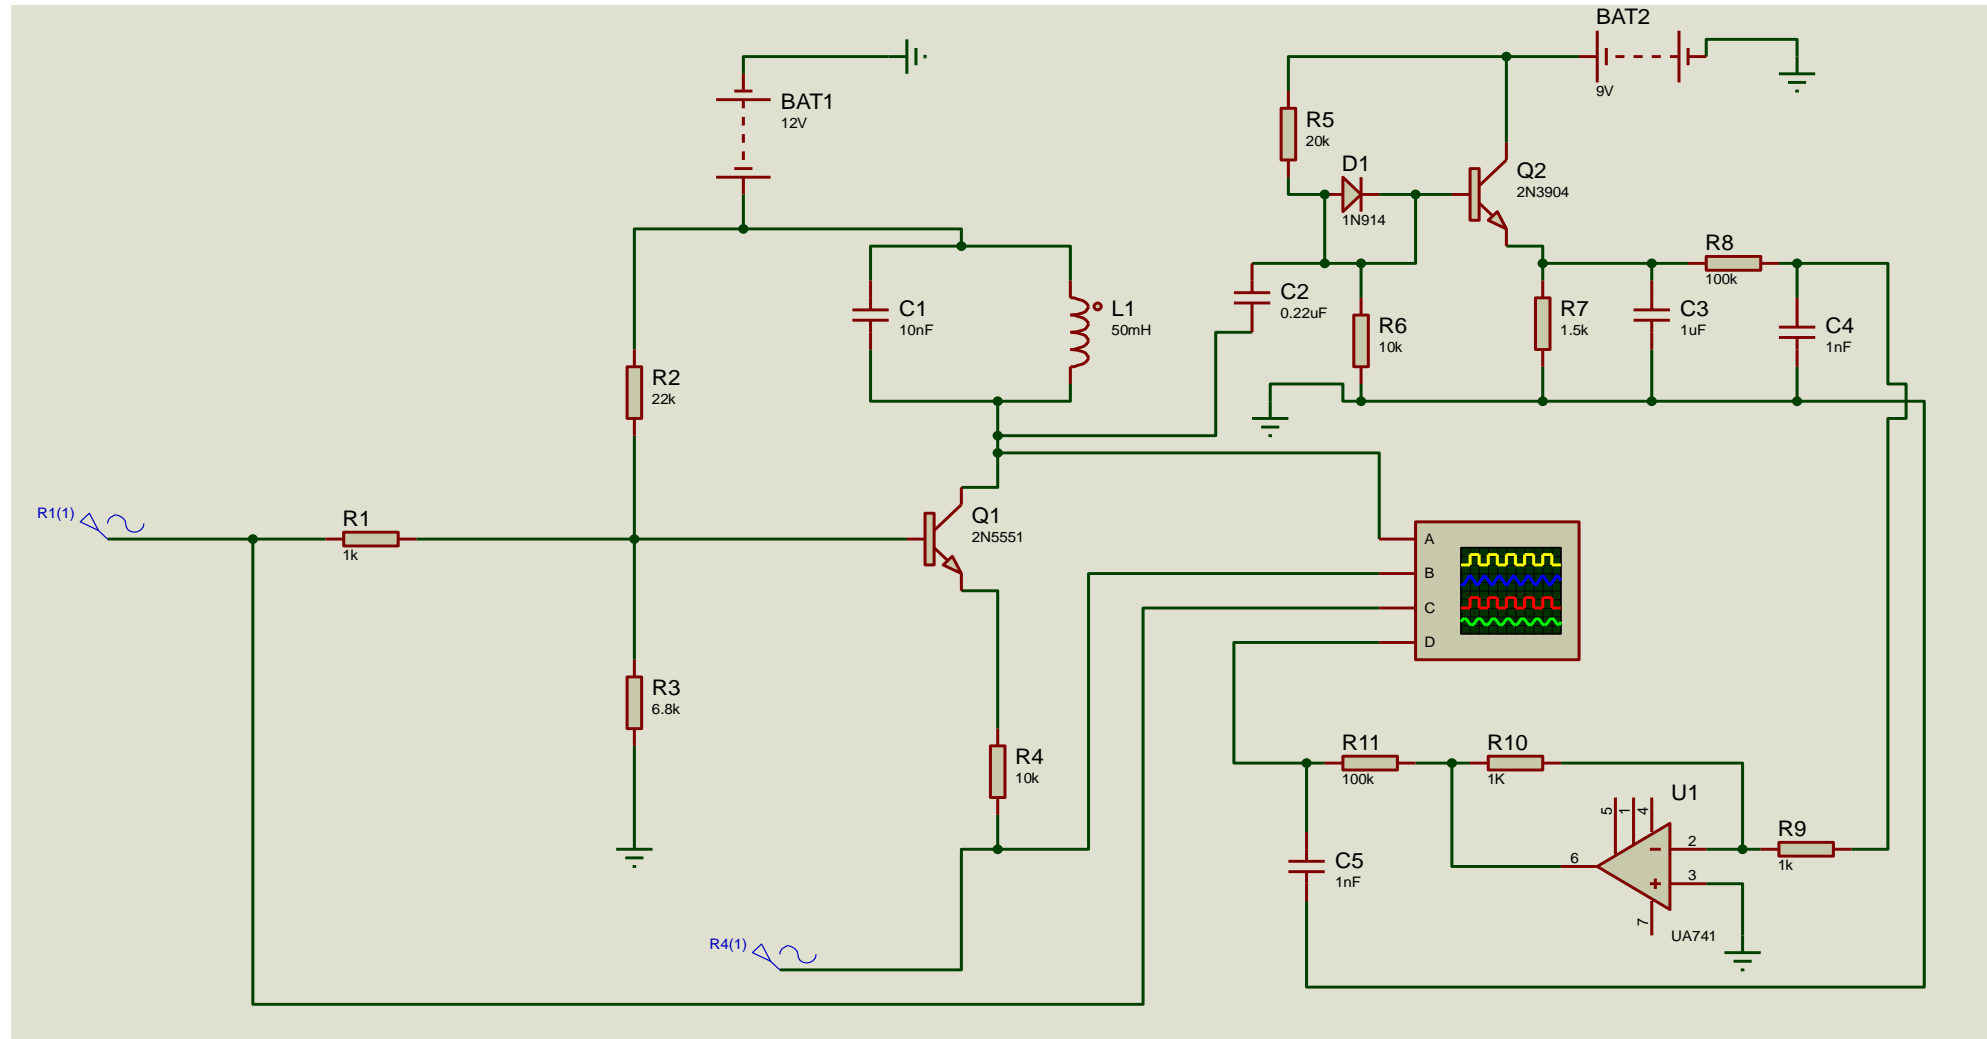 BAT2
9V
BAT1
12V
R5
20k
D1
1N914
Q2
2N3904
R8
100k
C1
10nF
L1
50mH
C2
0.22uF
R6
10k
R7
1.5k
C3
1uF
C4
1nF
R2
22k
R1(1)
R1
1k
Q1
2N5551
A
B
C
D
R3
6.8k
R4
10k
R11
100k
R10
1K
U1
5
1
4
R9
1k
2
6
3
7
UA741
C5
1nF
R4(1)